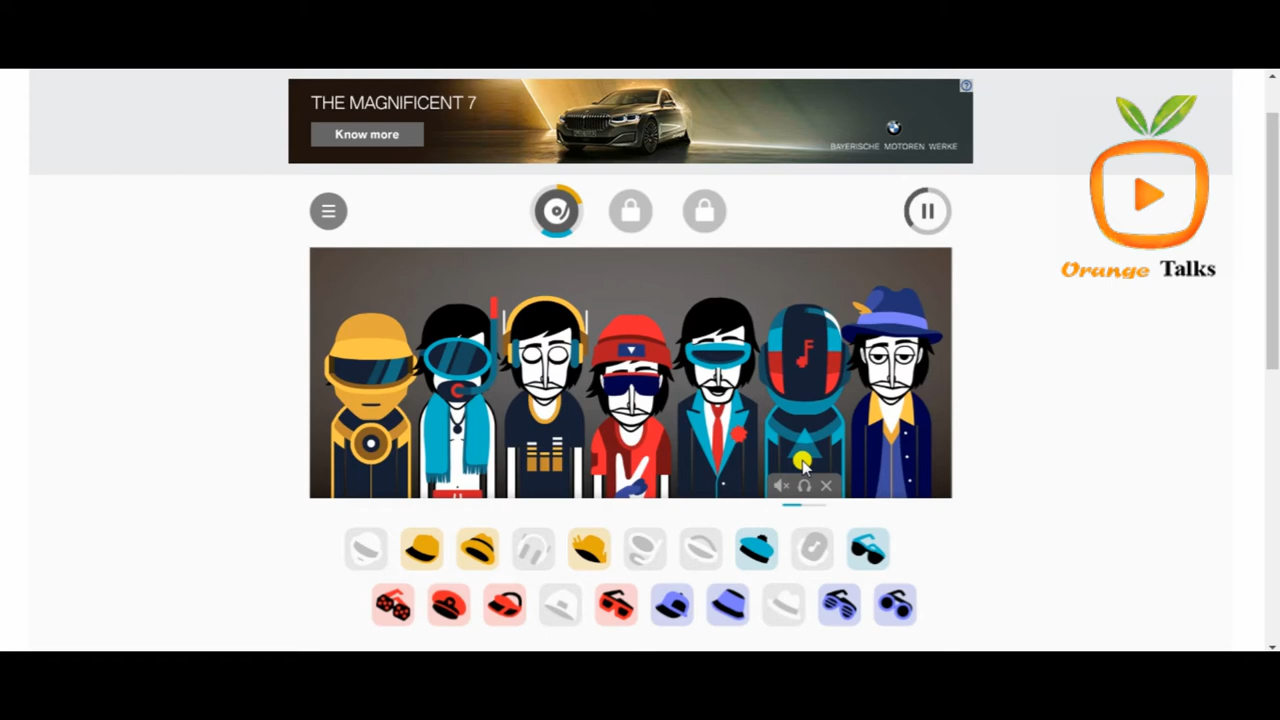 THE MAGNIFICENT 7
Know more
BAYERISCHE MOTOREN WERKE
Orange Talks